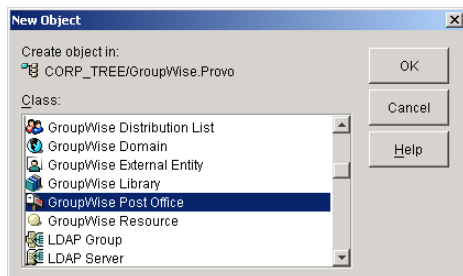 New Object
Create object in:
CORP_TREE/GroupWise.Provo
Class:
GroupWise Distribution List
GroupWise Domain
GroupWise External Entity
GroupWise Library
GroupWise Post Office
GroupWise Resource
LDAP Group
LDAP Server
OK
Cancel
Help